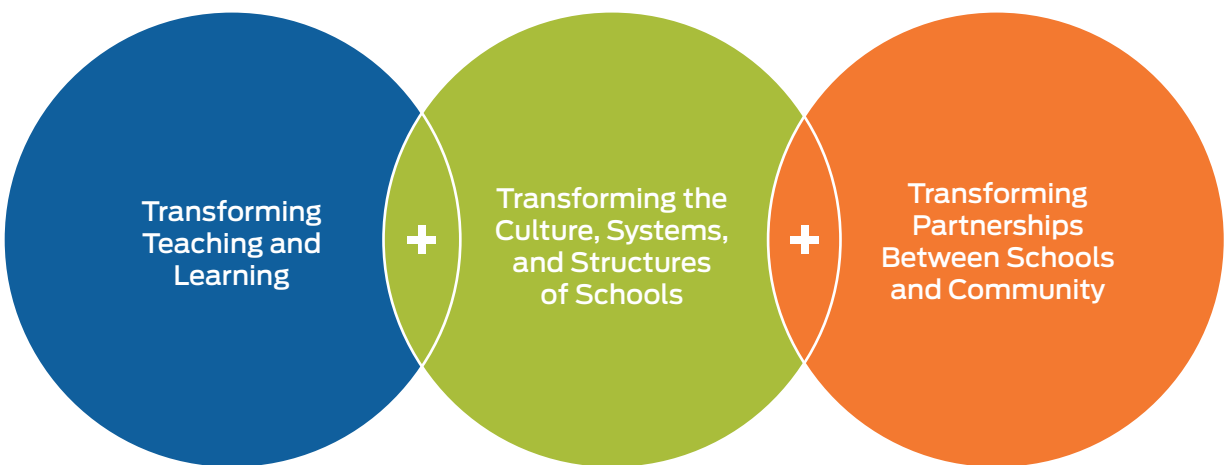 Transforming
Teaching and
Learning
+
Transforming the
Culture, Systems,
and Structures
of Schools
+
Transforming
Partnerships
Between Schools
and Community